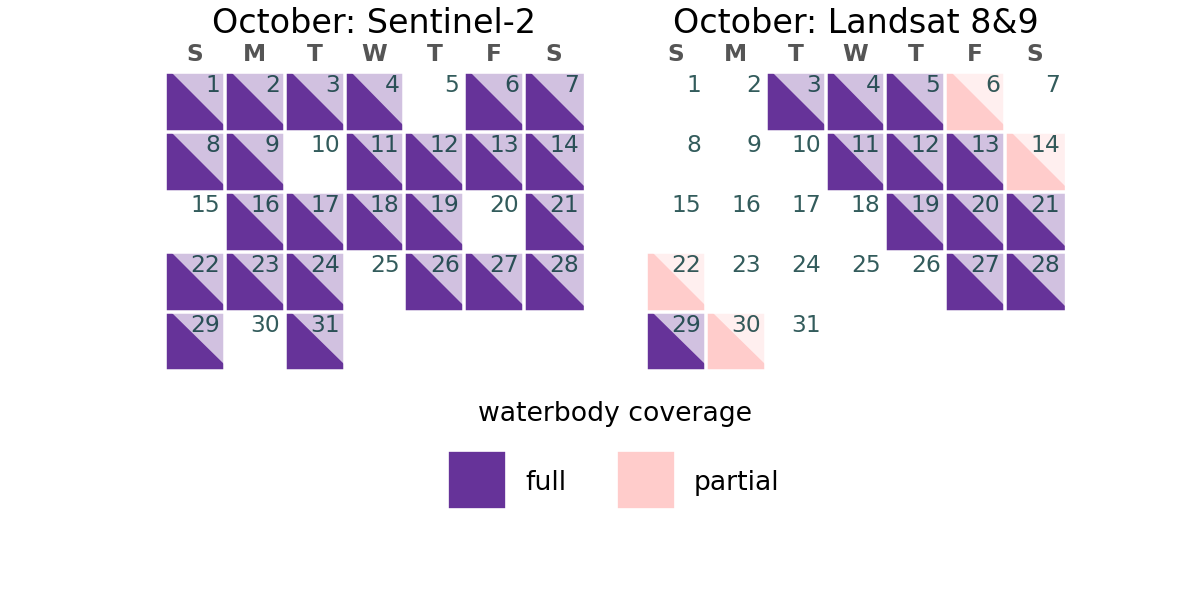 October: Sentinel-2
S M T W T F S
1 2 3 4 5 6 7
8 9 10 11 12 13 14
15 16 17 18 19 20 21
22 23 24 25 26 27 28
29 30 31
October: Landsat 8&9
S M T W T F S
1 2 3 4 5 6 7
8 9 10 11 12 13 14
15 16 17 18 19 20 21
22 23 24 25 26 27 28
29 30 31
waterbody coverage
full partial